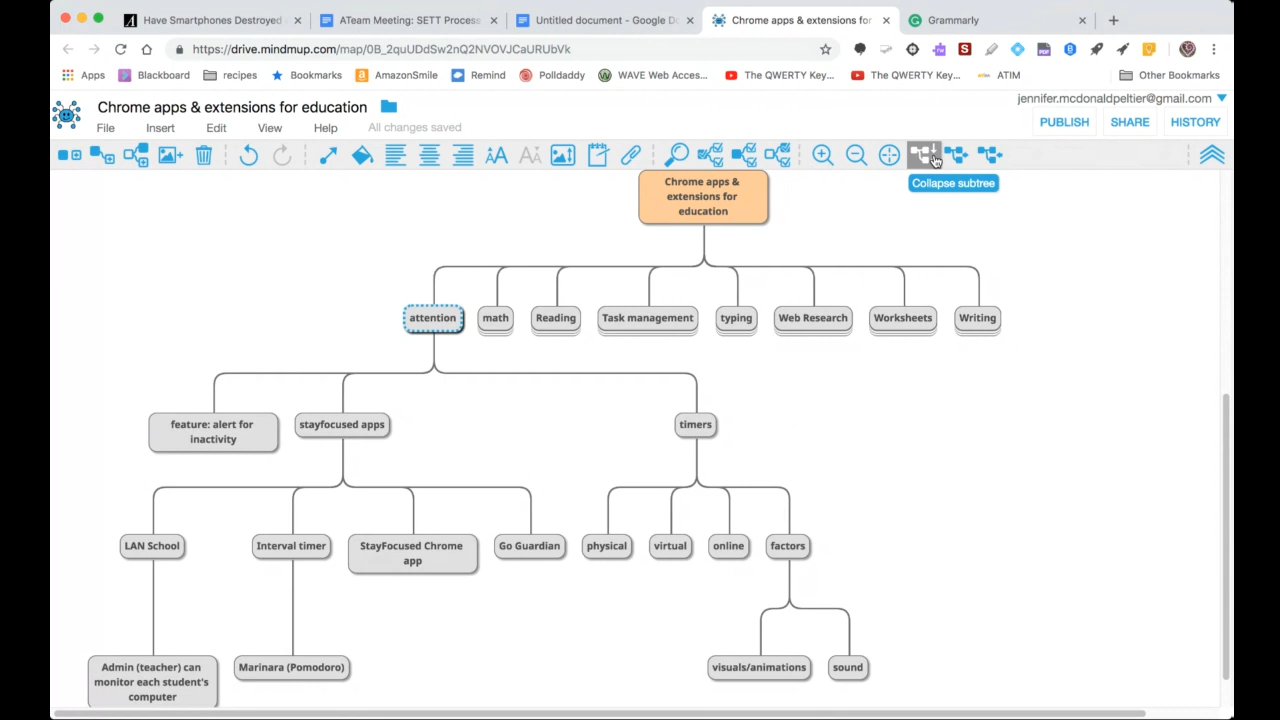 Have Smartphones Destroyed
ATeam Meeting: SETT Process
Untitled document - Google Do
Chrome apps & extensions for
Grammarly
https://drive.mindmup.com/map/0B_2quUDdSw2nQ2NVOVJCaURUbVk
Apps
Blackboard
recipes
Bookmarks
AmazonSmile
Remind
Polldaddy
WAVE Web Acces...
The QWERTY Key...
The QWERTY Key...
ATIM
Other Bookmarks
Chrome apps & extensions for education
jennifer.mcdonaldpeltier@gmail.com
File
Insert
Edit
View
Help
All changes saved
PUBLISH
SHARE
HISTORY
Collapse subtree
Chrome apps &
extensions for
education
attention
math
Reading
Task management
typing
Web Research
Worksheets
Writing
feature: alert for
inactivity
stayfocused apps
timers
LAN School
Interval timer
StayFocused Chrome
app
Go Guardian
physical
virtual
online
factors
Admin (teacher) can
monitor each student's
computer
Marinara (Pomodoro)
visuals/animations
sound